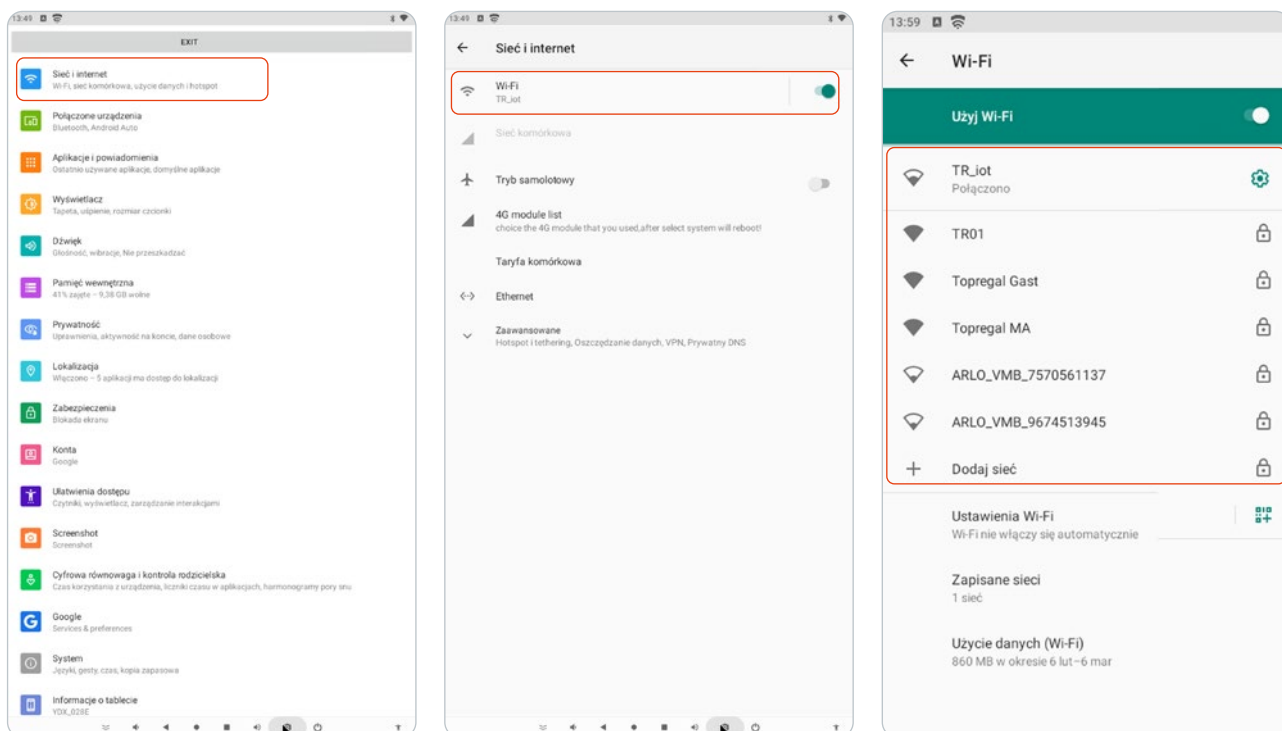 13:49
EXIT
Sieć i internet
Wi-Fi, sieć komórkowa, użycie danych i hotspot
Połączone urządzenia
Bluetooth, Android Auto
Aplikacje i powiadomienia
Ostatnio używane aplikacje, domyślne aplikacje
Wyświetlacz
Tapeta, uśpienie, rozmiar czcionki
Dźwięk
Głośność, wibracje, Nie przeszkadzać
Pamięć wewnętrzna
41% zajęte – 9,38 GB wolne
Prywatność
Uprawnienia, aktywność na koncie, dane osobowe
Lokalizacja
Włączono – 5 aplikacji ma dostęp do lokalizacji
Zabezpieczenia
Blokada ekranu
Konta
Google
Ułatwienia dostępu
Czytniki, wyświetlacz, zarządzanie interakcjami
Screenshot
Screenshot
Cyfrowa równowaga i kontrola rodzicielska
Czas korzystania z urządzenia, liczniki czasu w aplikacjach, harmonogramy pory snu
Google
Services & preferences
System
Języki, gesty, czas, kopia zapasowa
Informacje o tablecie
YDX_028E
13:49
Sieć i internet
Wi-Fi
TR_iot
Sieć komórkowa
Tryb samolotowy
4G module list
choice the 4G module that you used,after select system will reboot!
Taryfa komórkowa
Ethernet
Zaawansowane
Hotspot i tethering, Oszczędzanie danych, VPN, Prywatny DNS
13:59
Wi-Fi
Użyj Wi-Fi
TR_iot
Połączono
TR01
Topregal Gast
Topregal MA
ARLO_VMB_7570561137
ARLO_VMB_9674513945
Dodaj sieć
Ustawienia Wi-Fi
Wi-Fi nie włączy się automatycznie
Zapisane sieci
1 sieć
Użycie danych (Wi-Fi)
860 MB w okresie 6 lut–6 mar